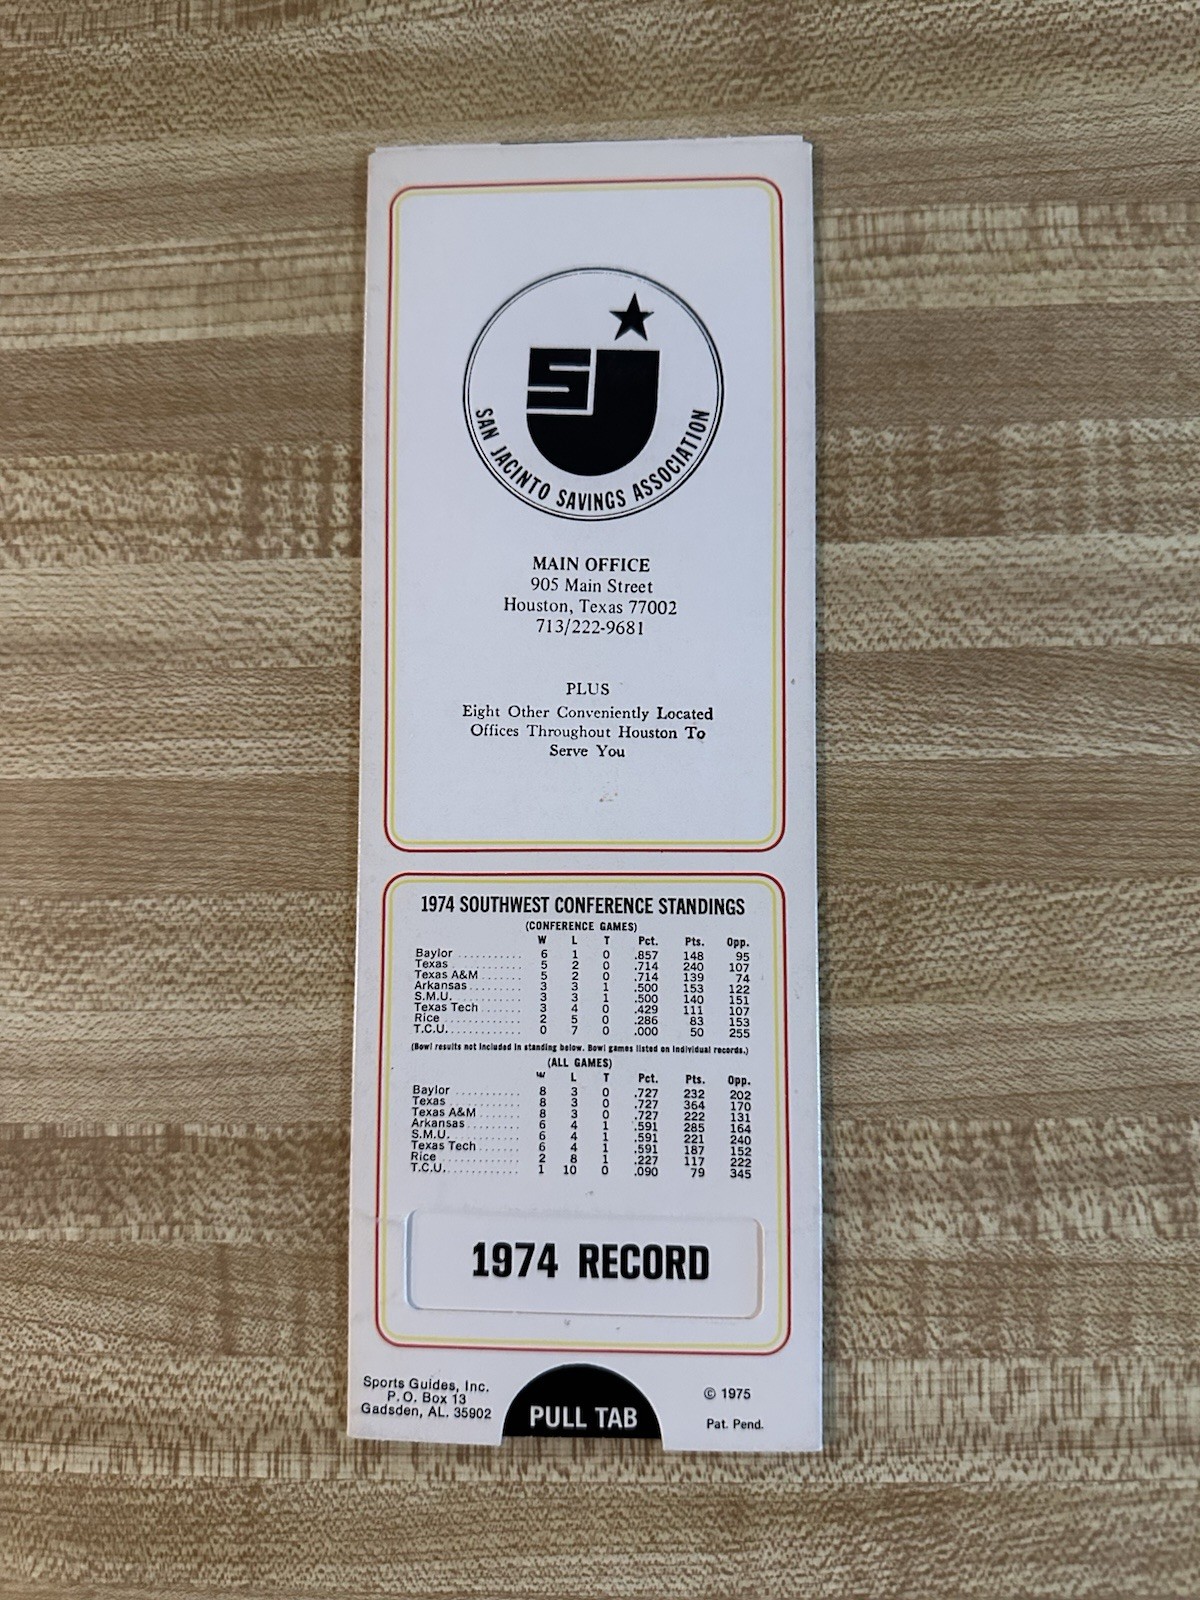 SJ
SAN JACINTO SAVINGS ASSOCIATION
MAIN OFFICE
905 Main Street
Houston, Texas 77002
713/222-9681
PLUS
Eight Other Conveniently Located
Offices Throughout Houston To
Serve You
1974 SOUTHWEST CONFERENCE STANDINGS
(CONFERENCE GAMES)
W L T Pct. Pts. Opp.
Baylor ........... 6 1 0 .857 148 95
Texas ............ 5 2 0 .714 240 107
Texas A&M ....... 5 2 0 .714 139 74
Arkansas ......... 3 3 1 .500 153 122
S.M.U. ........... 3 3 1 .500 140 151
Texas Tech ...... 3 4 0 .429 111 107
Rice ............. 2 5 0 .286 83 153
T.C.U. ........... 0 7 0 .000 50 255
(Bowl results not included in standing below. Bowl games listed on individual records.)
(ALL GAMES)
W L T Pct. Pts. Opp.
Baylor ........... 8 3 0 .727 232 202
Texas ............ 8 3 0 .727 364 170
Texas A&M ....... 8 3 0 .727 222 131
Arkansas ......... 6 4 1 .591 285 164
S.M.U. ........... 6 4 1 .591 221 240
Texas Tech ...... 6 4 1 .591 187 152
Rice ............. 2 8 1 .227 117 222
T.C.U. ........... 1 10 0 .090 79 345
1974 RECORD
Sports Guides, Inc.
P.O. Box 13
Gadsden, AL. 35902
PULL TAB
© 1975
Pat. Pend.